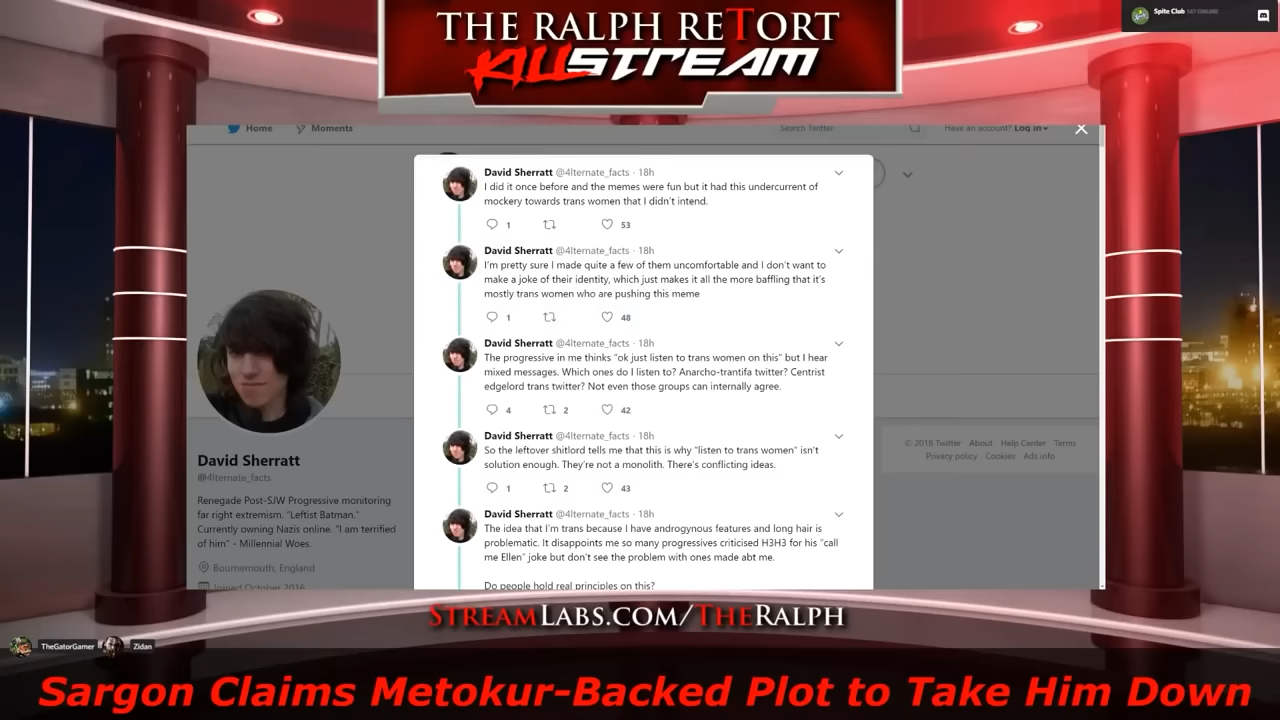 THE RALPH RETORT
KILLSTREAM
Spite Club 147 ONLINE
Home Moments Search Twitter Have an account? Log in
David Sherratt @4lternate_facts · 18h
I did it once before and the memes were fun but it had this undercurrent of
mockery towards trans women that I didn't intend.
1 53
David Sherratt @4lternate_facts · 18h
I'm pretty sure I made quite a few of them uncomfortable and I don't want to
make a joke of their identity, which just makes it all the more baffling that it's
mostly trans women who are pushing this meme
1 48
David Sherratt @4lternate_facts · 18h
The progressive in me thinks "ok just listen to trans women on this" but I hear
mixed messages. Which ones do I listen to? Anarcho-trantifa twitter? Centrist
edgelord trans twitter? Not even those groups can internally agree.
4 2 42
David Sherratt @4lternate_facts · 18h
So the leftover shitlord tells me that this is why "listen to trans women" isn't
solution enough. They're not a monolith. There's conflicting ideas.
1 2 43
David Sherratt @4lternate_facts · 18h
The idea that I'm trans because I have androgynous features and long hair is
problematic. It disappoints me so many progressives criticised H3H3 for his "call
me Ellen" joke but don't see the problem with ones made abt me.
Do people hold real principles on this?
David Sherratt
@4lternate_facts
Renegade Post-SJW Progressive monitoring
far right extremism. "Leftist Batman."
Currently owning Nazis online. "I am terrified
of him" - Millennial Woes.
Bournemouth, England
Joined October 2016
© 2018 Twitter About Help Center Terms
Privacy policy Cookies Ads info
STREAMLABS.COM/THERALPH
TheGatorGamer Zidan
Sargon Claims Metokur-Backed Plot to Take Him Down